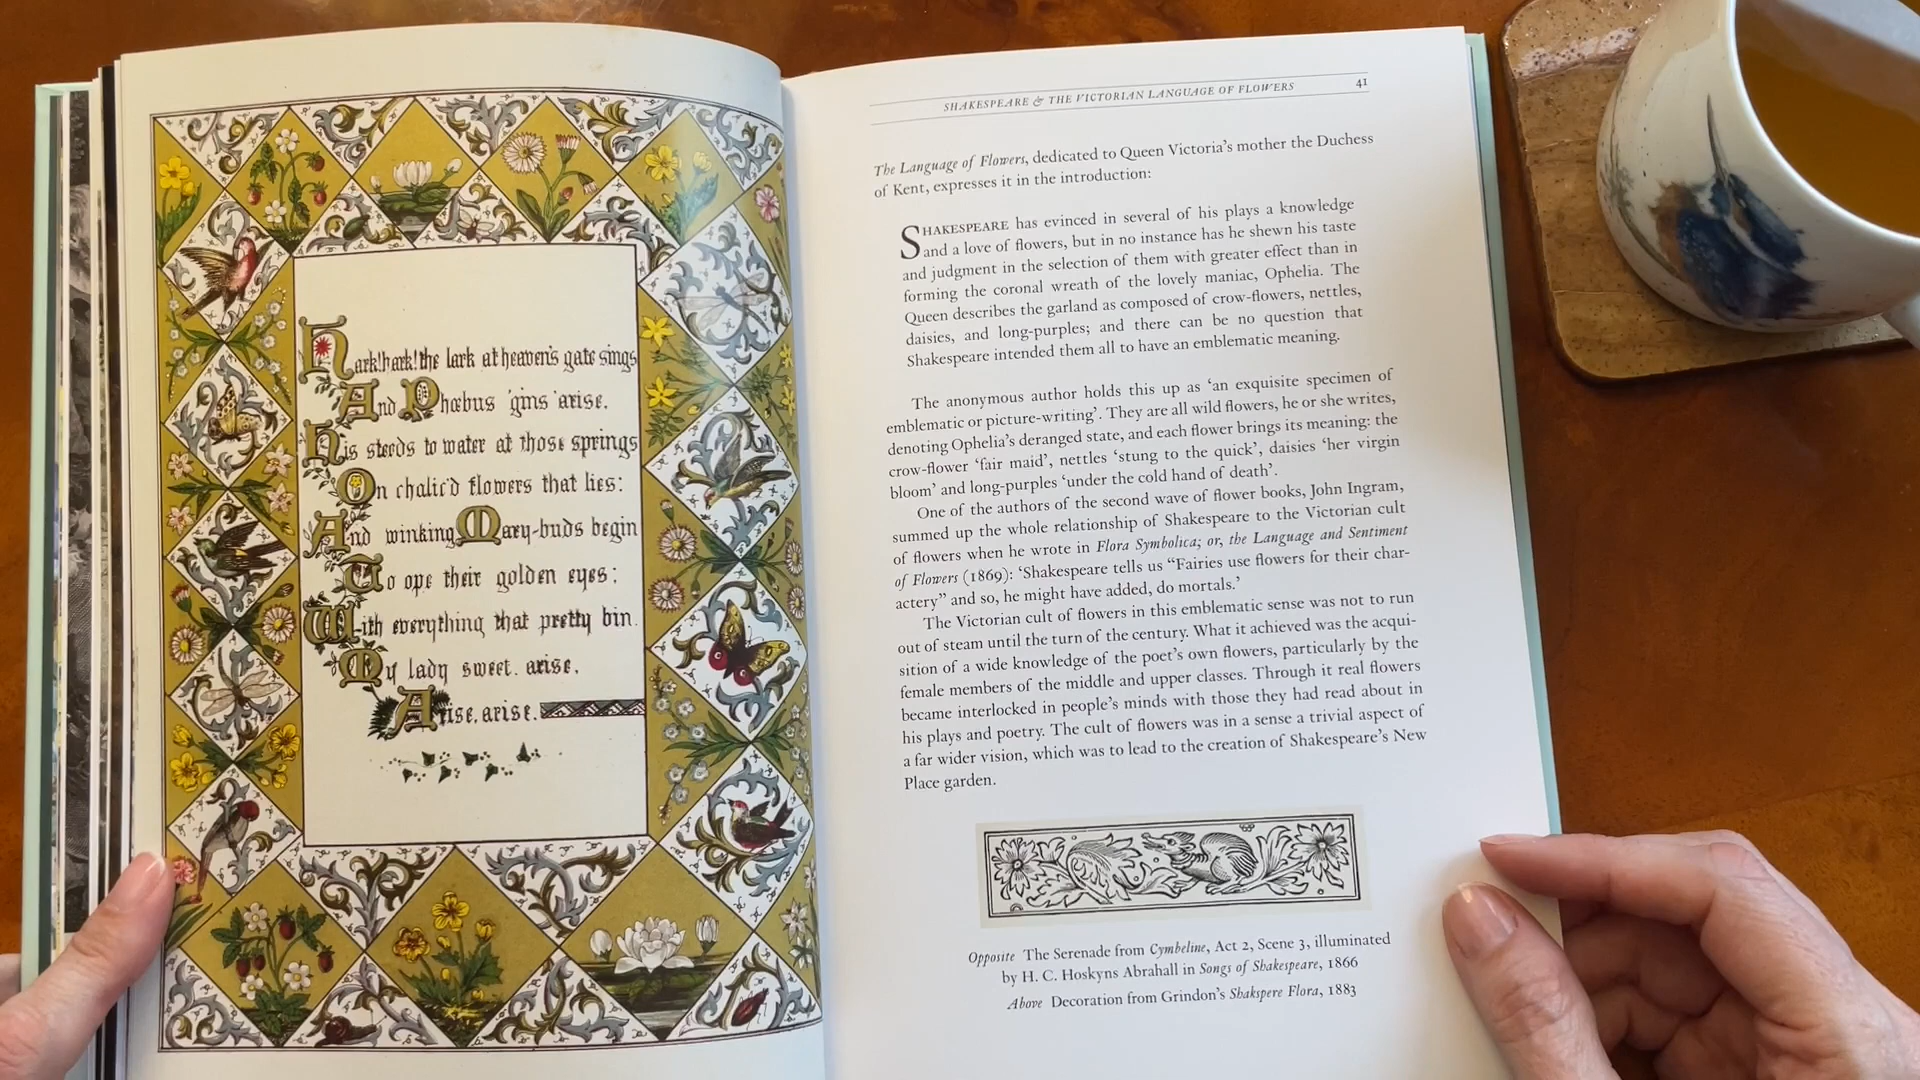 Hark! hark! the lark at heaven's gate sings
And Phœbus 'gins arise.
His steeds to water at those springs
On chalic'd flowers that lies:
And winking Mary-buds begin
To ope their golden eyes:
With everything that pretty bin.
My lady sweet. arise.
Arise, arise.
SHAKESPEARE & THE VICTORIAN LANGUAGE OF FLOWERS 41
The Language of Flowers, dedicated to Queen Victoria's mother the Duchess
of Kent, expresses it in the introduction:
SHAKESPEARE has evinced in several of his plays a knowledge
and a love of flowers, but in no instance has he shewn his taste
and judgment in the selection of them with greater effect than in
forming the coronal wreath of the lovely maniac, Ophelia. The
Queen describes the garland as composed of crow-flowers, nettles,
daisies, and long-purples; and there can be no question that
Shakespeare intended them all to have an emblematic meaning.
The anonymous author holds this up as 'an exquisite specimen of
emblematic or picture-writing'. They are all wild flowers, he or she writes,
denoting Ophelia's deranged state, and each flower brings its meaning: the
crow-flower 'fair maid', nettles 'stung to the quick', daisies 'her virgin
bloom' and long-purples 'under the cold hand of death'.
One of the authors of the second wave of flower books, John Ingram,
summed up the whole relationship of Shakespeare to the Victorian cult
of flowers when he wrote in Flora Symbolica; or, the Language and Sentiment
of Flowers (1869): 'Shakespeare tells us "Fairies use flowers for their char-
actery" and so, he might have added, do mortals.'
The Victorian cult of flowers in this emblematic sense was not to run
out of steam until the turn of the century. What it achieved was the acqui-
sition of a wide knowledge of the poet's own flowers, particularly by the
female members of the middle and upper classes. Through it real flowers
became interlocked in people's minds with those they had read about in
his plays and poetry. The cult of flowers was in a sense a trivial aspect of
a far wider vision, which was to lead to the creation of Shakespeare's New
Place garden.
Opposite The Serenade from Cymbeline, Act 2, Scene 3, illuminated
by H. C. Hoskyns Abrahall in Songs of Shakespeare, 1866
Above Decoration from Grindon's Shakspere Flora, 1883